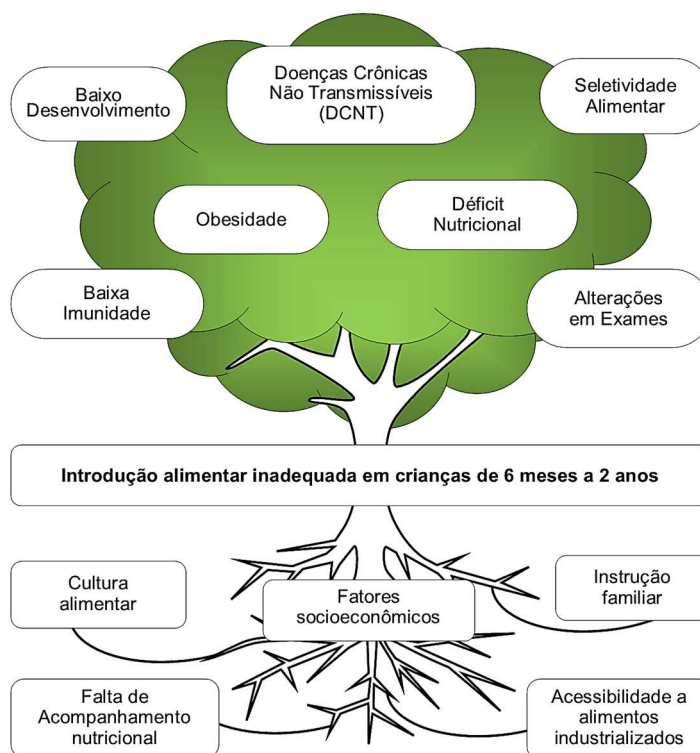 Baixo
Desenvolvimento
Doenças Crônicas
Não Transmissíveis
(DCNT)
Seletividade
Alimentar
Obesidade
Déficit
Nutricional
Baixa
Imunidade
Alterações
em Exames
Introdução alimentar inadequada em crianças de 6 meses a 2 anos
Cultura
alimentar
Fatores
socioeconômicos
Instrução
familiar
Falta de
Acompanhamento
nutricional
Acessibilidade a
alimentos
industrializados